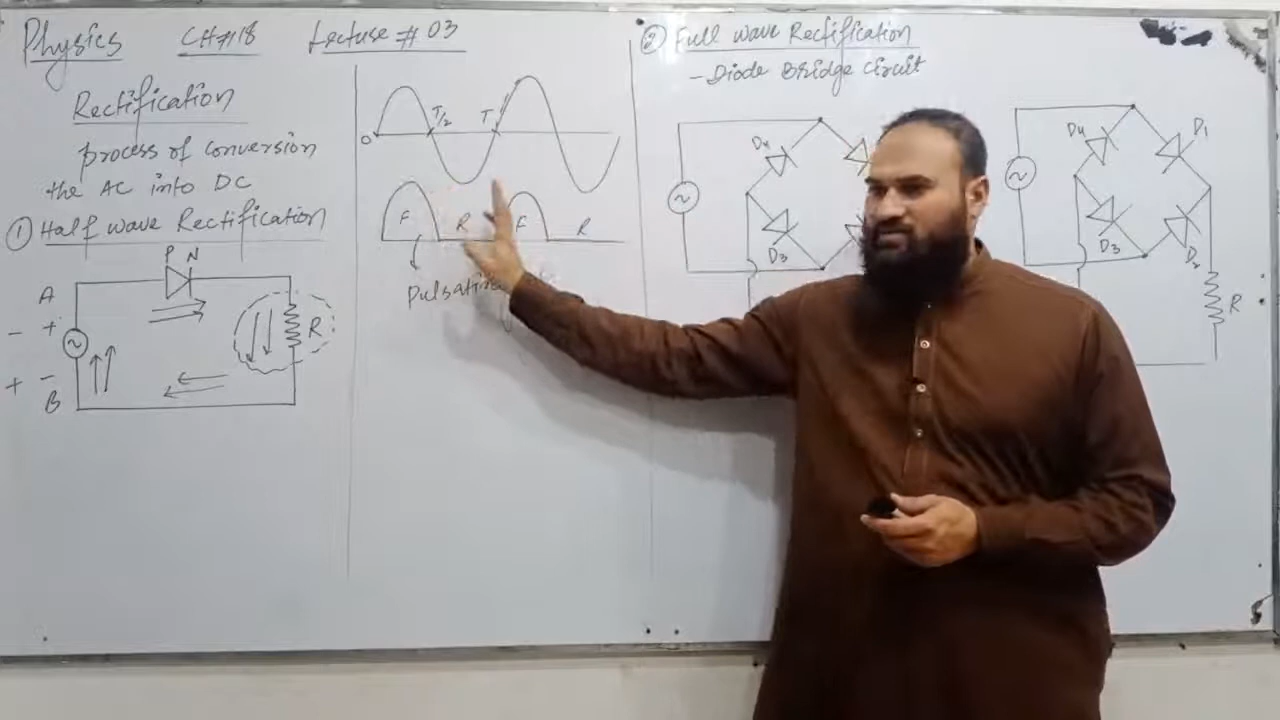 Physics CH#18 Lecture # 03
Rectification
process of conversion
the AC into DC
① Half wave Rectification
P N
A
- +
R
+ -
B
T/2 T
O
F R F R
Pulsating
② Full wave Rectification
- Diode Bridge Circuit
D4
D3
D4 D1
D3 D2
R